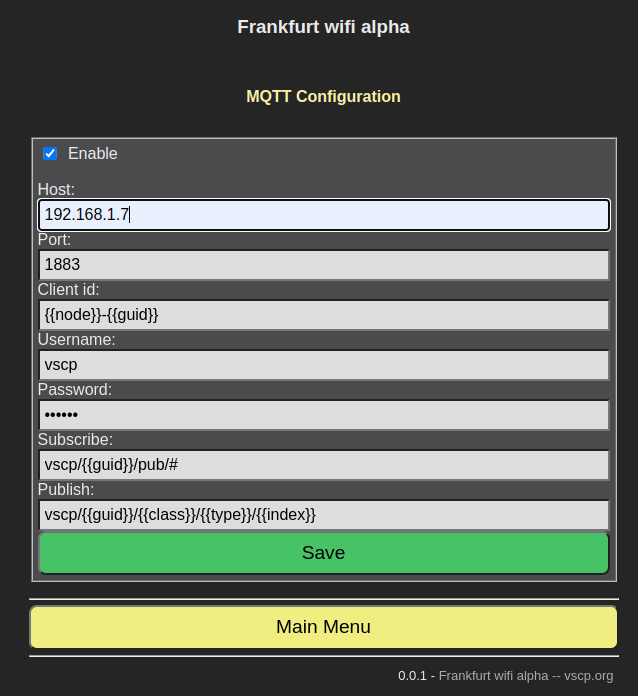 Frankfurt wifi alpha
MQTT Configuration
Enable
Host:
192.168.1.7
Port:
1883
Client id:
{{node}}-{{guid}}
Username:
vscp
Password:
••••••
Subscribe:
vscp/{{guid}}/pub/#
Publish:
vscp/{{guid}}/{{class}}/{{type}}/{{index}}
Save
Main Menu
0.0.1 - Frankfurt wifi alpha -- vscp.org